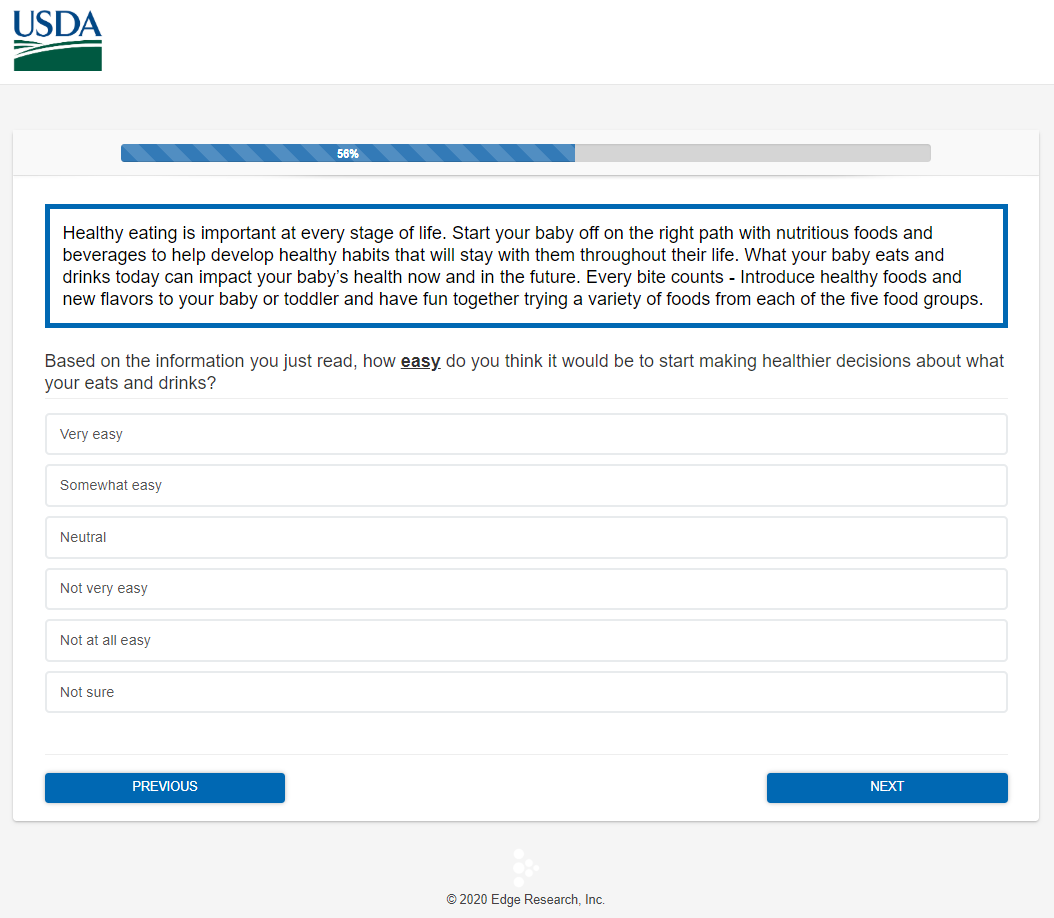 USDA
56%
Healthy eating is important at every stage of life. Start your baby off on the right path with nutritious foods and
beverages to help develop healthy habits that will stay with them throughout their life. What your baby eats and
drinks today can impact your baby’s health now and in the future. Every bite counts - Introduce healthy foods and
new flavors to your baby or toddler and have fun together trying a variety of foods from each of the five food groups.
Based on the information you just read, how easy do you think it would be to start making healthier decisions about what
your eats and drinks?
Very easy
Somewhat easy
Neutral
Not very easy
Not at all easy
Not sure
PREVIOUS
NEXT
© 2020 Edge Research, Inc.